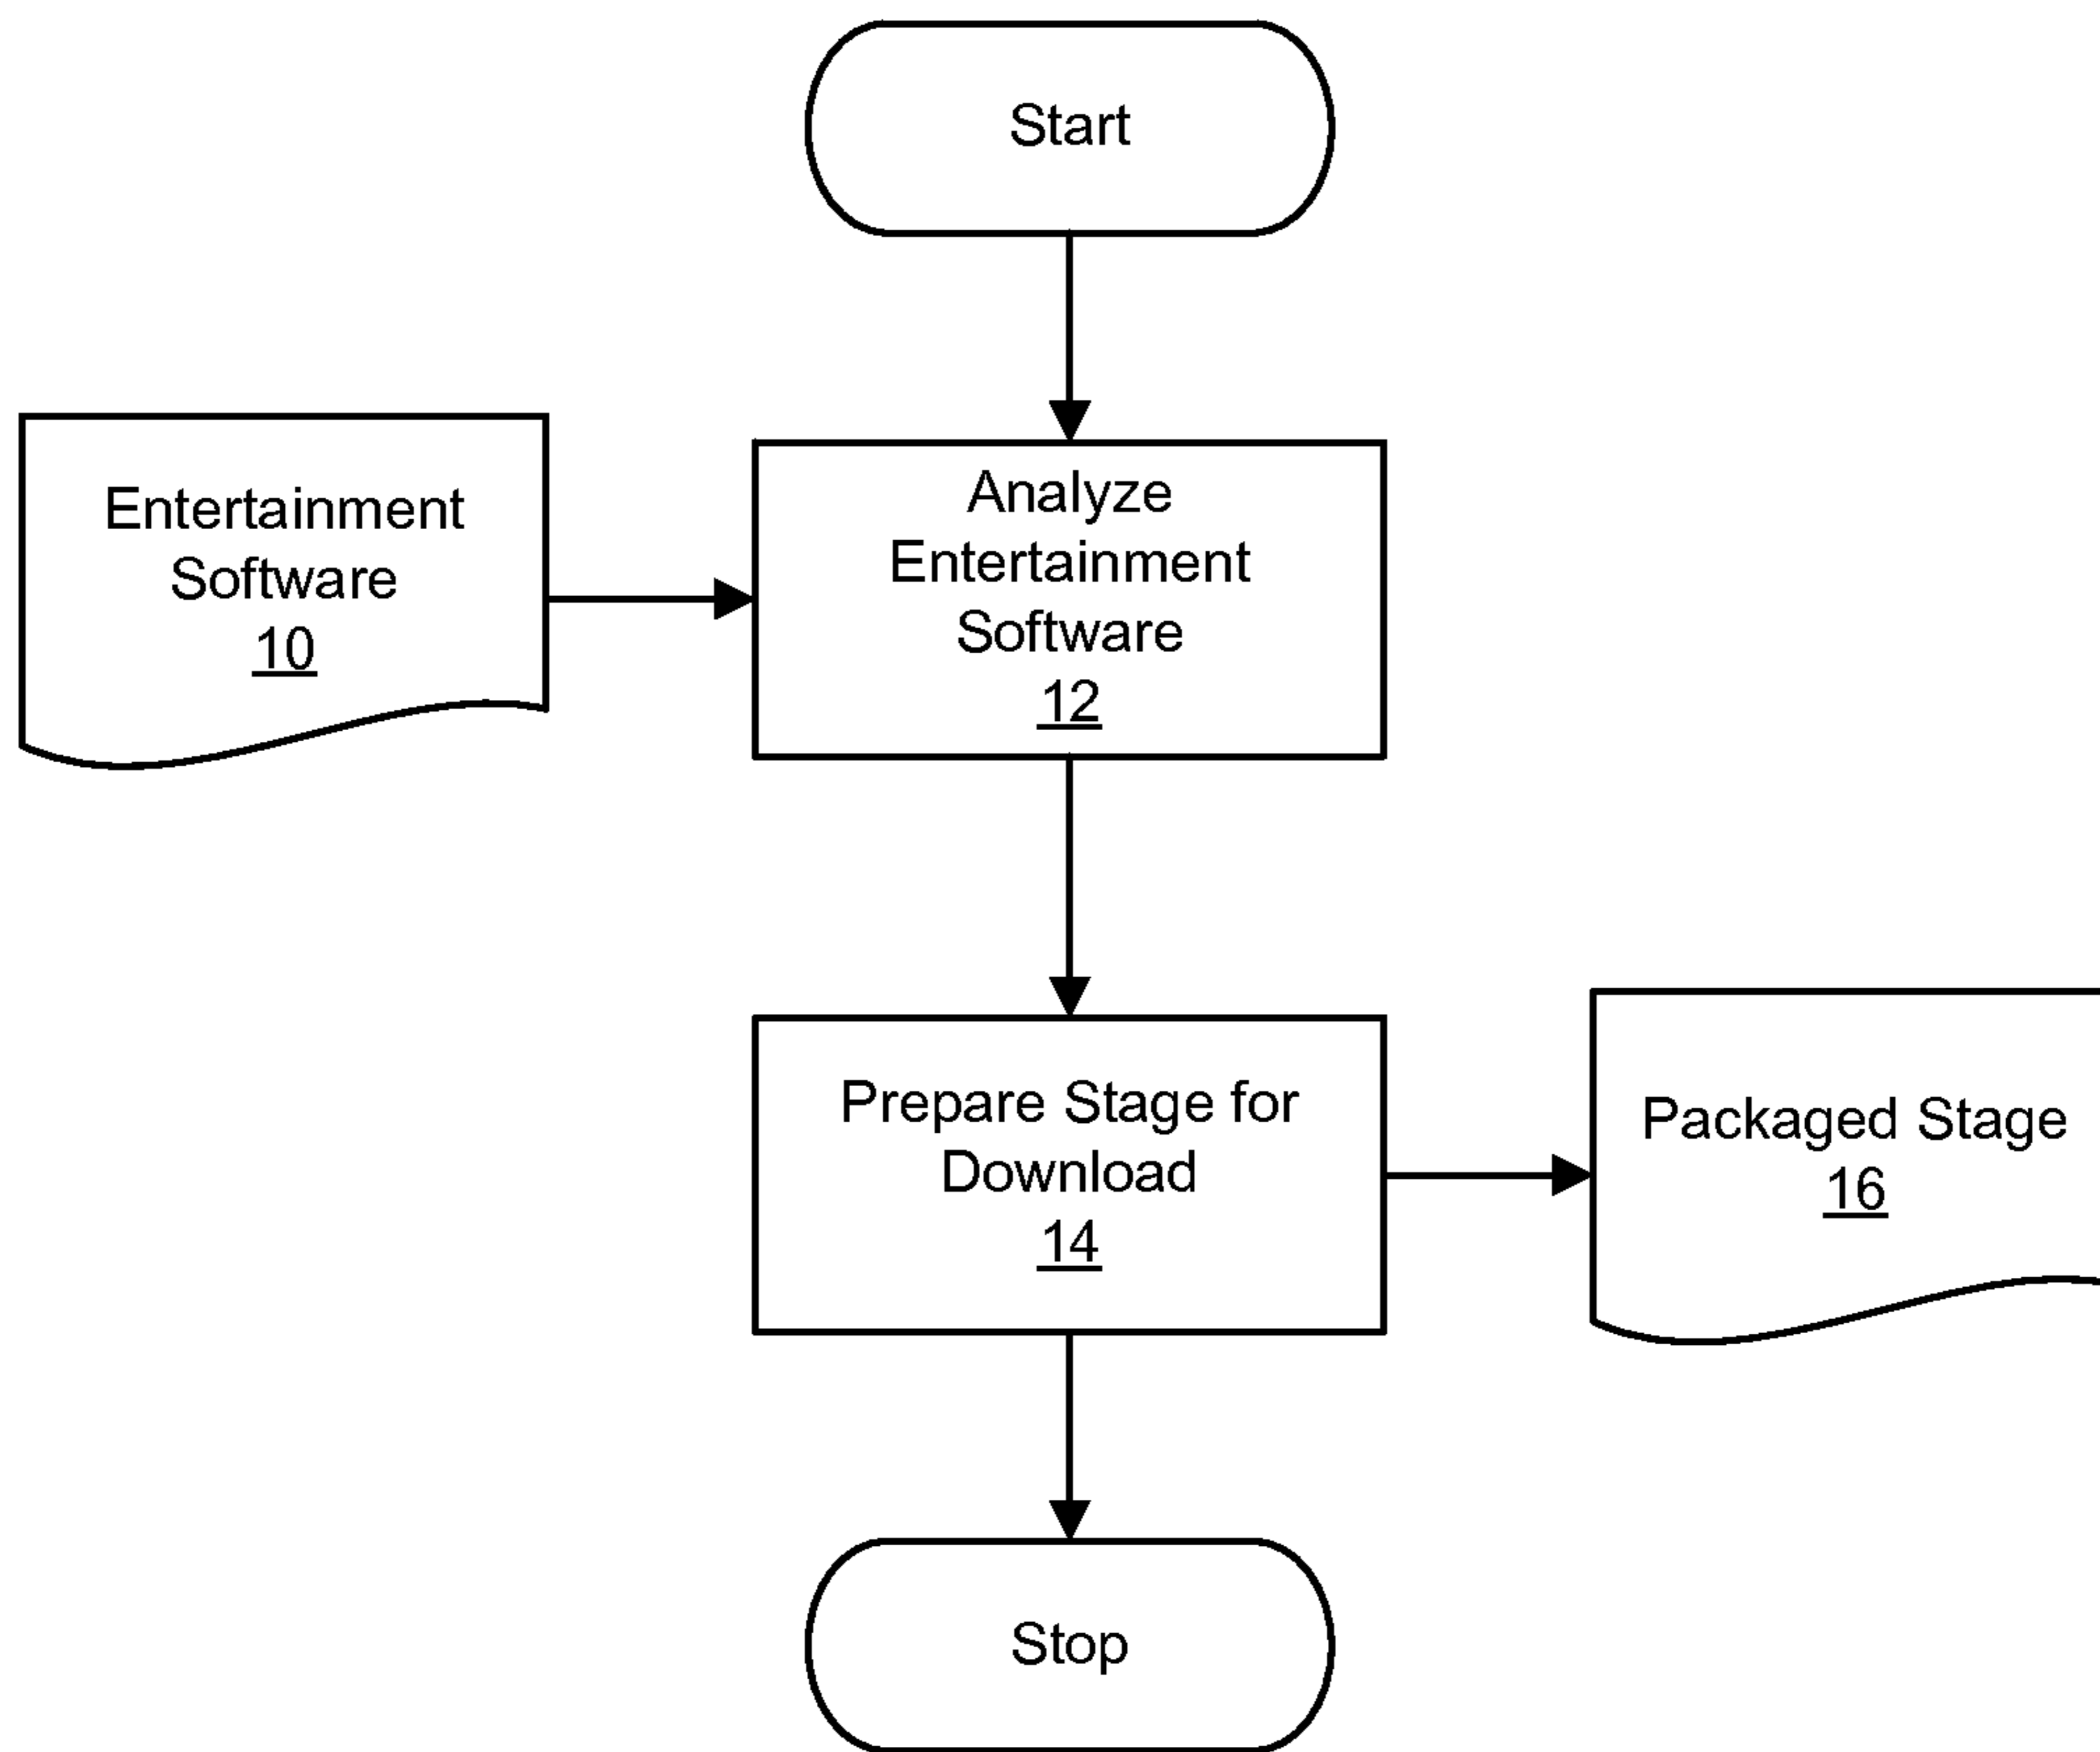 Start
Entertainment
Software
10
Analyze
Entertainment
Software
12
Prepare Stage for
Download
14
Packaged Stage
16
Stop